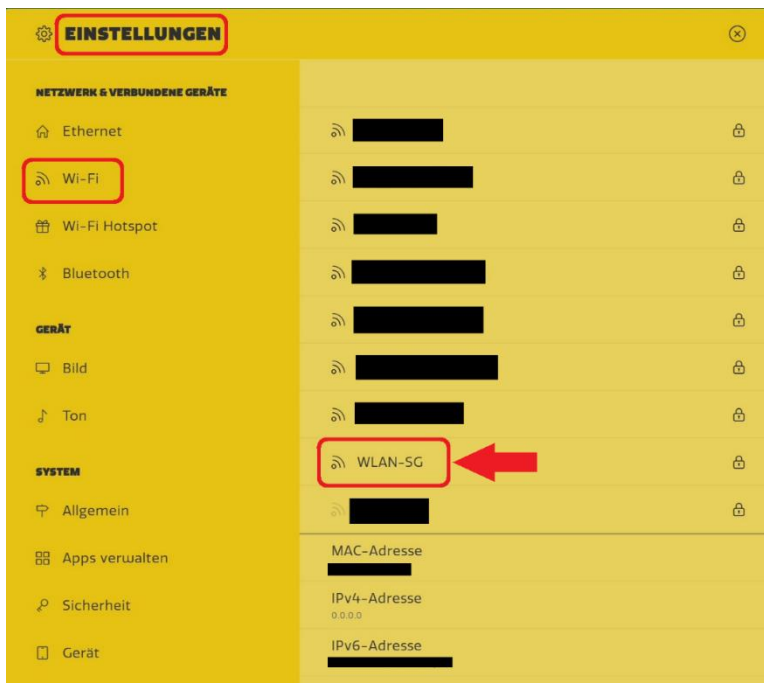 EINSTELLUNGEN
NETZWERK & VERBUNDENE GERÄTE
Ethernet
Wi-Fi
Wi-Fi Hotspot
Bluetooth
GERÄT
Bild
Ton
SYSTEM
Allgemein
Apps verwalten
Sicherheit
Gerät
WLAN-SG
MAC-Adresse
IPv4-Adresse
0.0.0.0
IPv6-Adresse